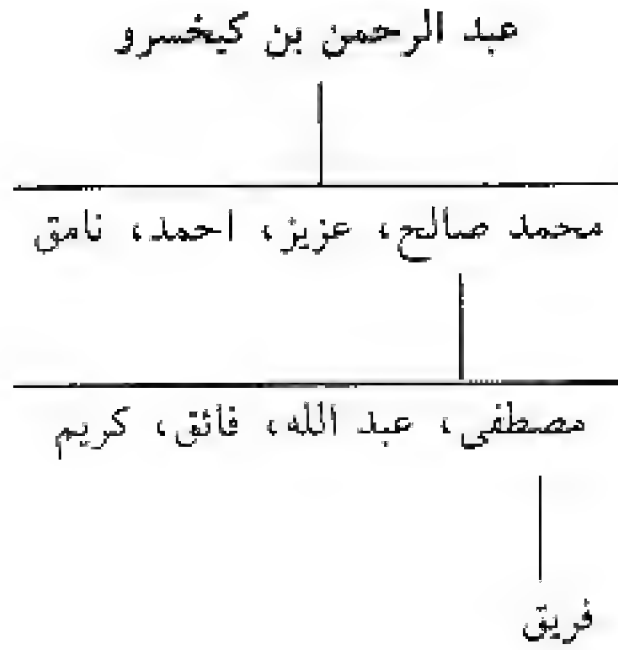 عبد الرحمن بن كيخسرو
محمد صالح، عزيز، احمد، نامق
مصطفى، عبد الله، فائق، كريم
فريق